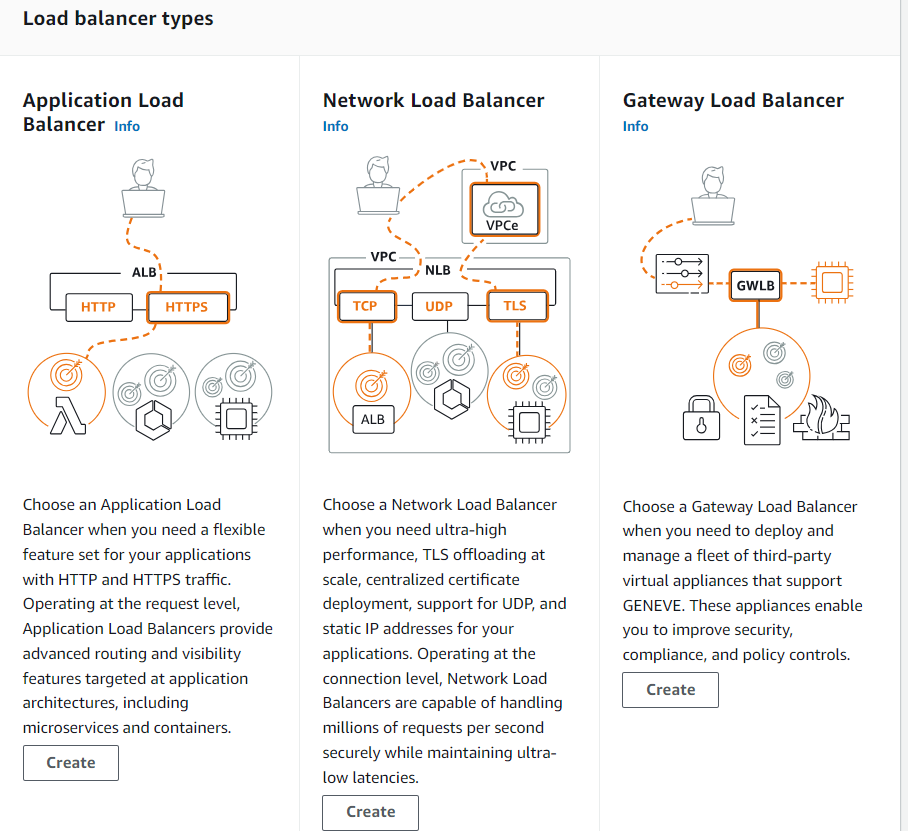 Load balancer types
Application Load
Balancer Info
ALB
HTTP
HTTPS
Choose an Application Load
Balancer when you need a flexible
feature set for your applications
with HTTP and HTTPS traffic.
Operating at the request level,
Application Load Balancers provide
advanced routing and visibility
features targeted at application
architectures, including
microservices and containers.
Create
Network Load Balancer
Info
VPC
VPCe
VPC
NLB
TCP
UDP
TLS
ALB
Choose a Network Load Balancer
when you need ultra-high
performance, TLS offloading at
scale, centralized certificate
deployment, support for UDP, and
static IP addresses for your
applications. Operating at the
connection level, Network Load
Balancers are capable of handling
millions of requests per second
securely while maintaining ultra-
low latencies.
Create
Gateway Load Balancer
Info
GWLB
Choose a Gateway Load Balancer
when you need to deploy and
manage a fleet of third-party
virtual appliances that support
GENEVE. These appliances enable
you to improve security,
compliance, and policy controls.
Create